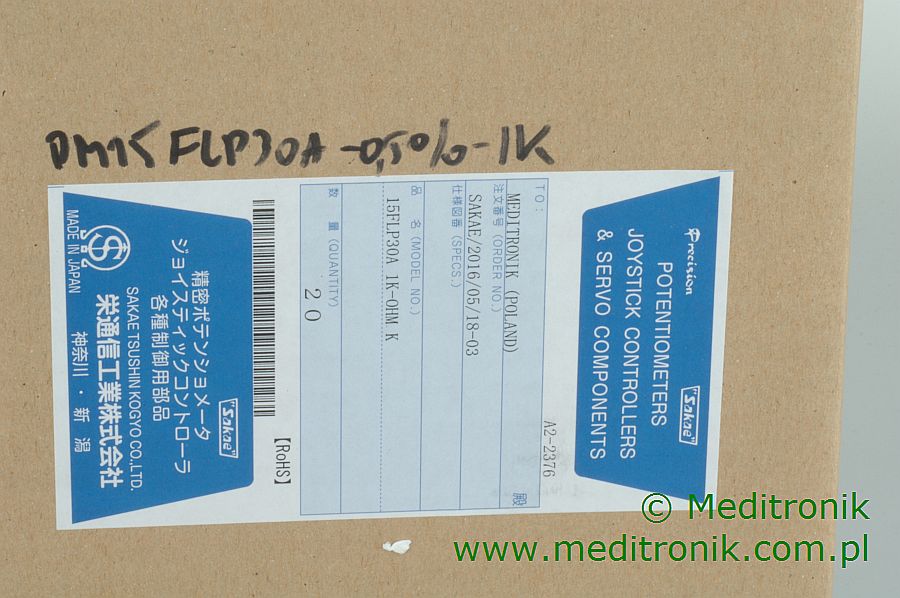 PM15 FLP30A -0,5% -1K
Precision
POTENTIOMETERS
JOYSTICK CONTROLLERS
& SERVO COMPONENTS
Sakae
A2-2376
TO:
MEDITRONIK (POLAND)
殿
注文番号 (ORDER NO.)
SAKAE/2016/05/18-03
仕様図番 (SPECS.)
品 名 (MODEL NO.)
15FLP30A 1K-OHM K
数 量 (QUANTITY)
20
【RoHS】
Sakae
精密ポテンショメータ
ジョイスティックコントローラ
各種制御用部品
SAKAE TSUSHIN KOGYO CO.,LTD.
栄通信工業株式会社
神奈川・新潟
MADE IN JAPAN
© Meditronik
www.meditronik.com.pl